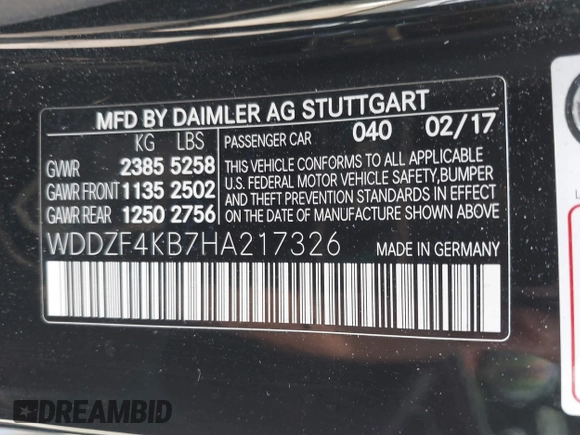 MFD BY DAIMLER AG STUTTGART
KG LBS PASSENGER CAR 040 02/17
GVWR 2385 5258 THIS VEHICLE CONFORMS TO ALL APPLICABLE
GAWR FRONT 1135 2502 U.S. FEDERAL MOTOR VEHICLE SAFETY,BUMPER
GAWR REAR 1250 2756 AND THEFT PREVENTION STANDARDS IN EFFECT
ON THE DATE OF MANUFACTURE SHOWN ABOVE
WDDZF4KB7HA217326 MADE IN GERMANY
DREAMBID